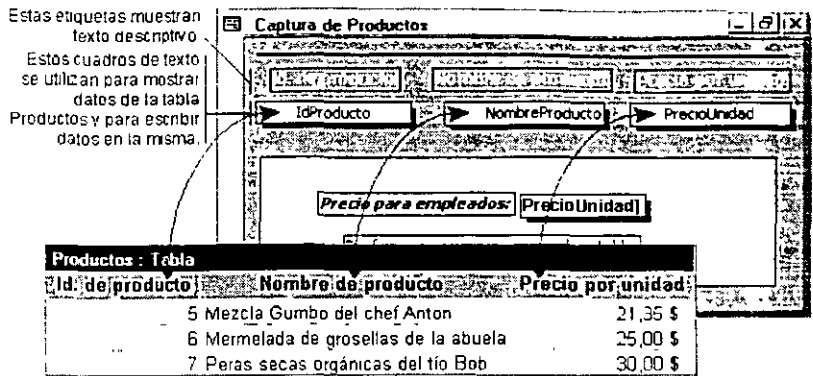 Estas etiquetas muestran
texto descriptivo.
Estos cuadros de texto
se utilizan para mostrar
datos de la tabla
Productos y para escribir
datos en la misma.
Captura de Productos
IdProducto
NombreProducto
PrecioUnidad
Precio para empleados:
PrecioUnidad]
Productos : Tabla
Id. de producto
Nombre de producto
Precio por unidad
5 Mezcla Gumbo del chef Anton 21,35 $
6 Mermelada de grosellas de la abuela 25,00 $
7 Peras secas orgánicas del tío Bob 30,00 $